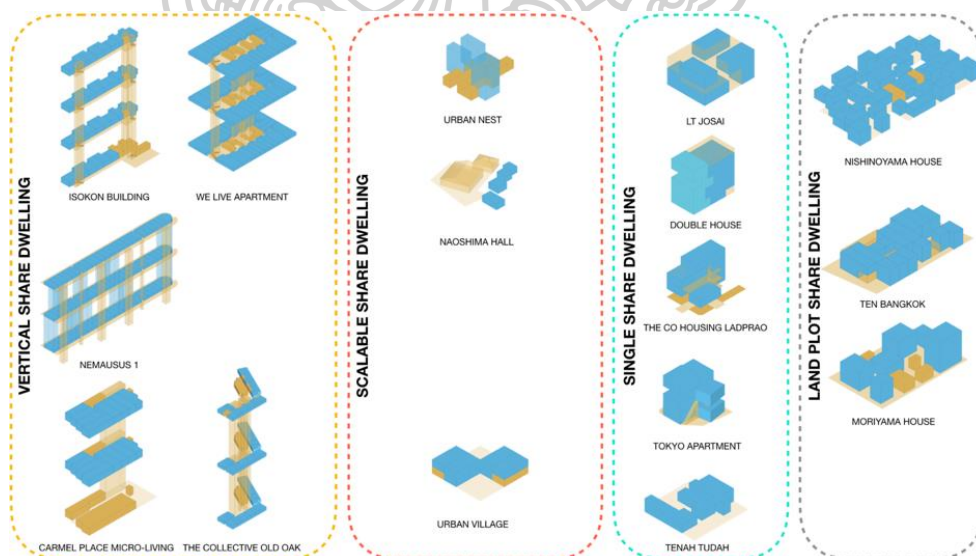 VERTICAL SHARE DWELLING
ISOKON BUILDING
WE LIVE APARTMENT
NEMAUSUS 1
CARMEL PLACE MICRO-LIVING
THE COLLECTIVE OLD OAK
SCALABLE SHARE DWELLING
URBAN NEST
NAOSHIMA HALL
URBAN VILLAGE
SINGLE SHARE DWELLING
LT JOSAI
DOUBLE HOUSE
THE CO HOUSING LADPRAO
TOKYO APARTMENT
TENAH TUDAH
LAND PLOT SHARE DWELLING
NISHINOYAMA HOUSE
TEN BANGKOK
MORIYAMA HOUSE